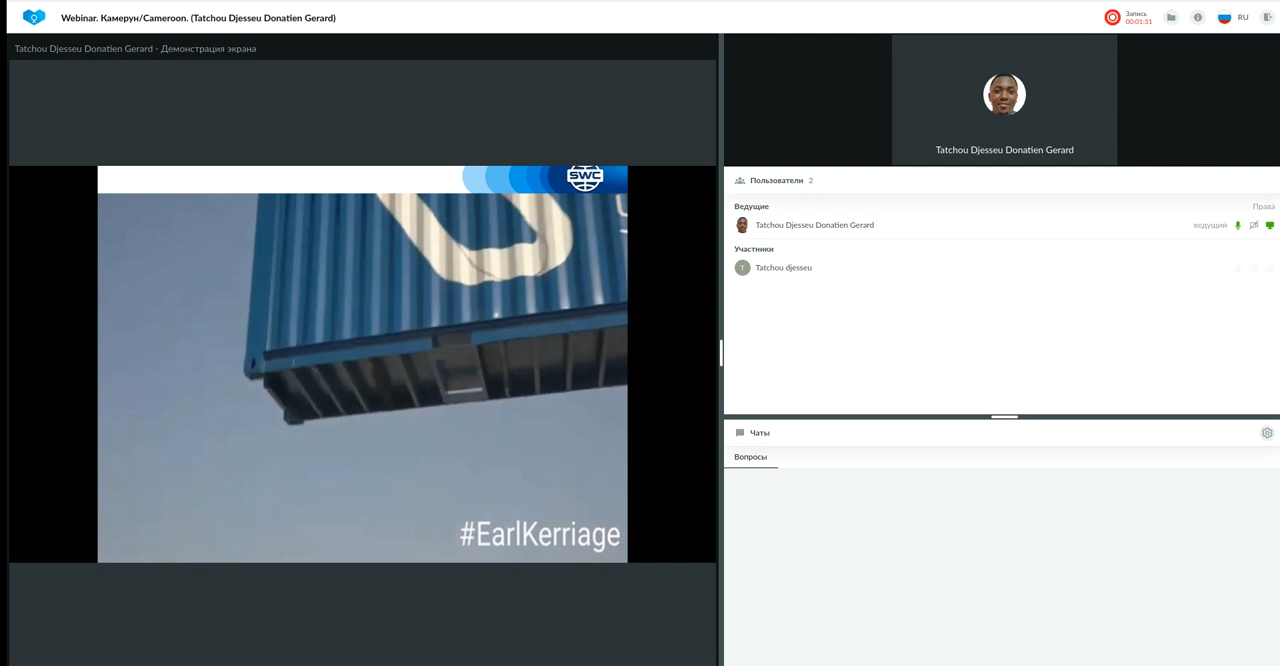 Webinar. Камерун/Cameroon. (Tatchou Djesseu Donatien Gerard)
Запись
00:01:51
RU
Tatchou Djesseu Donatien Gerard - Демонстрация экрана
SWC
#EarlKerriage
Tatchou Djesseu Donatien Gerard
Пользователи 2
Ведущие Права
Tatchou Djesseu Donatien Gerard ведущий
Участники
T Tatchou djesseu
Чаты
Вопросы